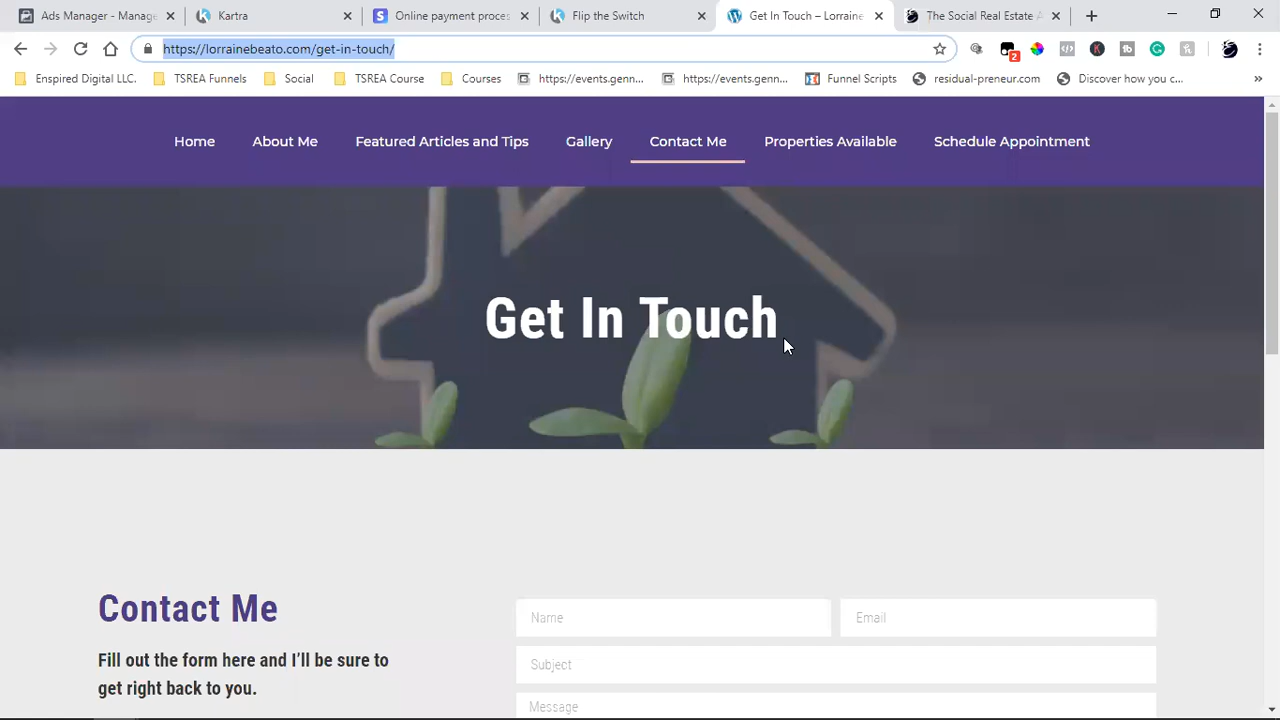 Ads Manager - Manage
Kartra
Online payment proces
Flip the Switch
Get In Touch – Lorraine
The Social Real Estate A
https://lorrainebeato.com/get-in-touch/
2
Enspired Digital LLC.
TSREA Funnels
Social
TSREA Course
Courses
https://events.genn...
https://events.genn...
Funnel Scripts
residual-preneur.com
Discover how you c...
Home
About Me
Featured Articles and Tips
Gallery
Contact Me
Properties Available
Schedule Appointment
Get In Touch
Contact Me
Fill out the form here and I'll be sure to
get right back to you.
Name
Email
Subject
Message